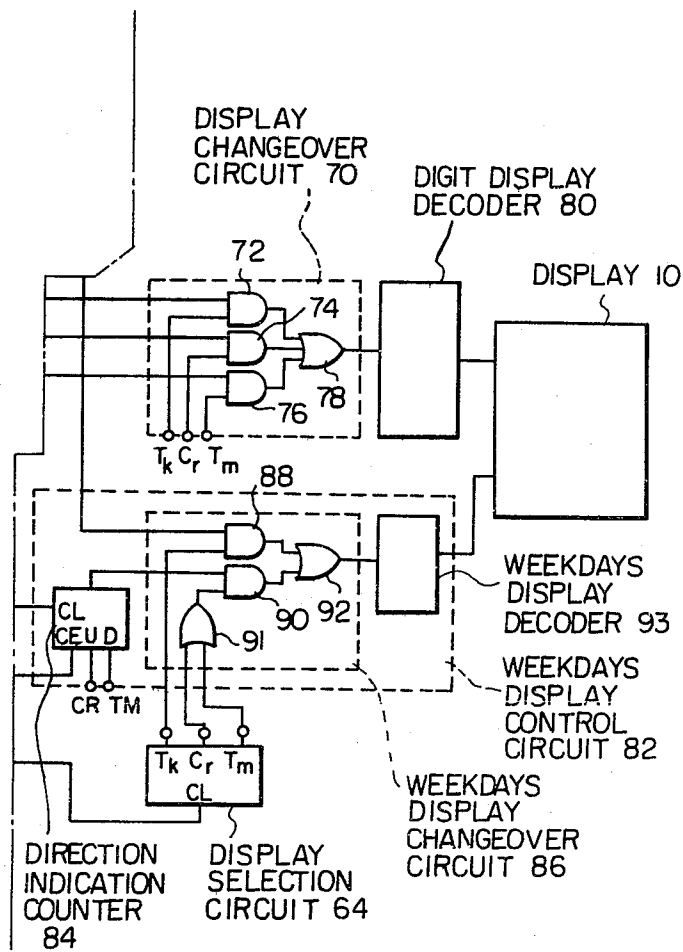 DISPLAY
CHANGEOVER
CIRCUIT 70
DIGIT DISPLAY
DECODER 80
DISPLAY 10
72
74
76
78
Tk Cr Tm
88
90
91
92
WEEKDAYS
DISPLAY
DECODER 93
CL
CEU D
CR TM
WEEKDAYS
DISPLAY
CONTROL
CIRCUIT 82
Tk Cr Tm
CL
WEEKDAYS
DISPLAY
CHANGEOVER
CIRCUIT 86
DIRECTION
INDICATION
COUNTER
84
DISPLAY
SELECTION
CIRCUIT 64